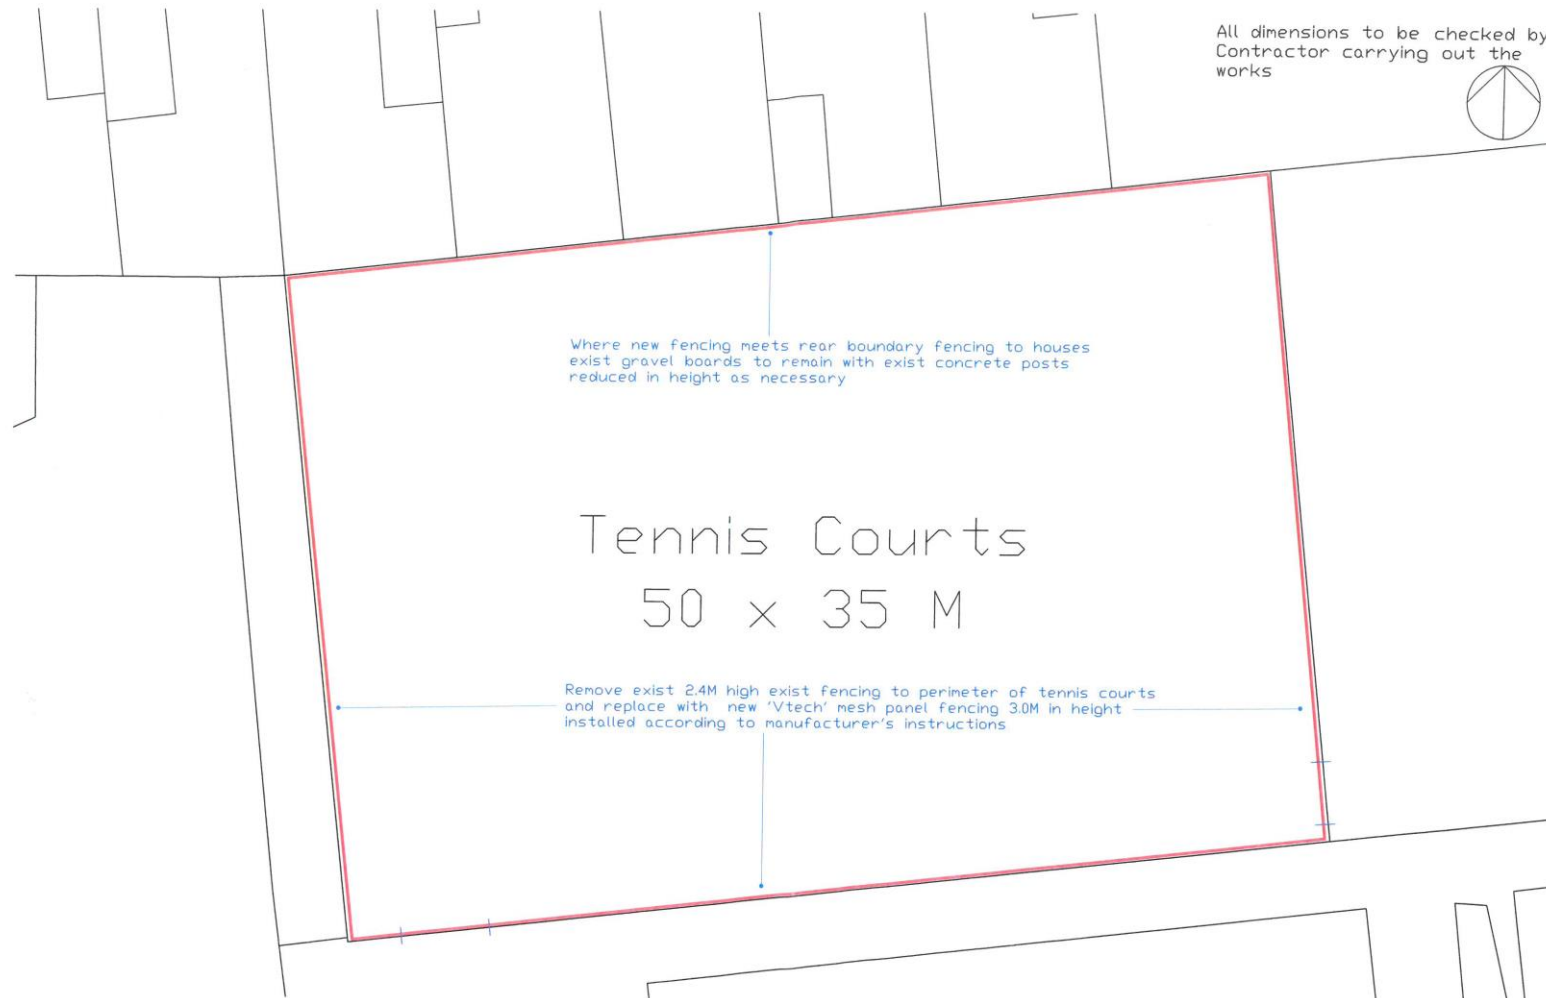 All dimensions to be checked by
Contractor carrying out the
works
Where new fencing meets rear boundary fencing to houses
exist gravel boards to remain with exist concrete posts
reduced in height as necessary
Tennis Courts
50 x 35 M
Remove exist 2.4M high exist fencing to perimeter of tennis courts
and replace with new 'Vtech' mesh panel fencing 3.0M in height
installed according to manufacturer's instructions